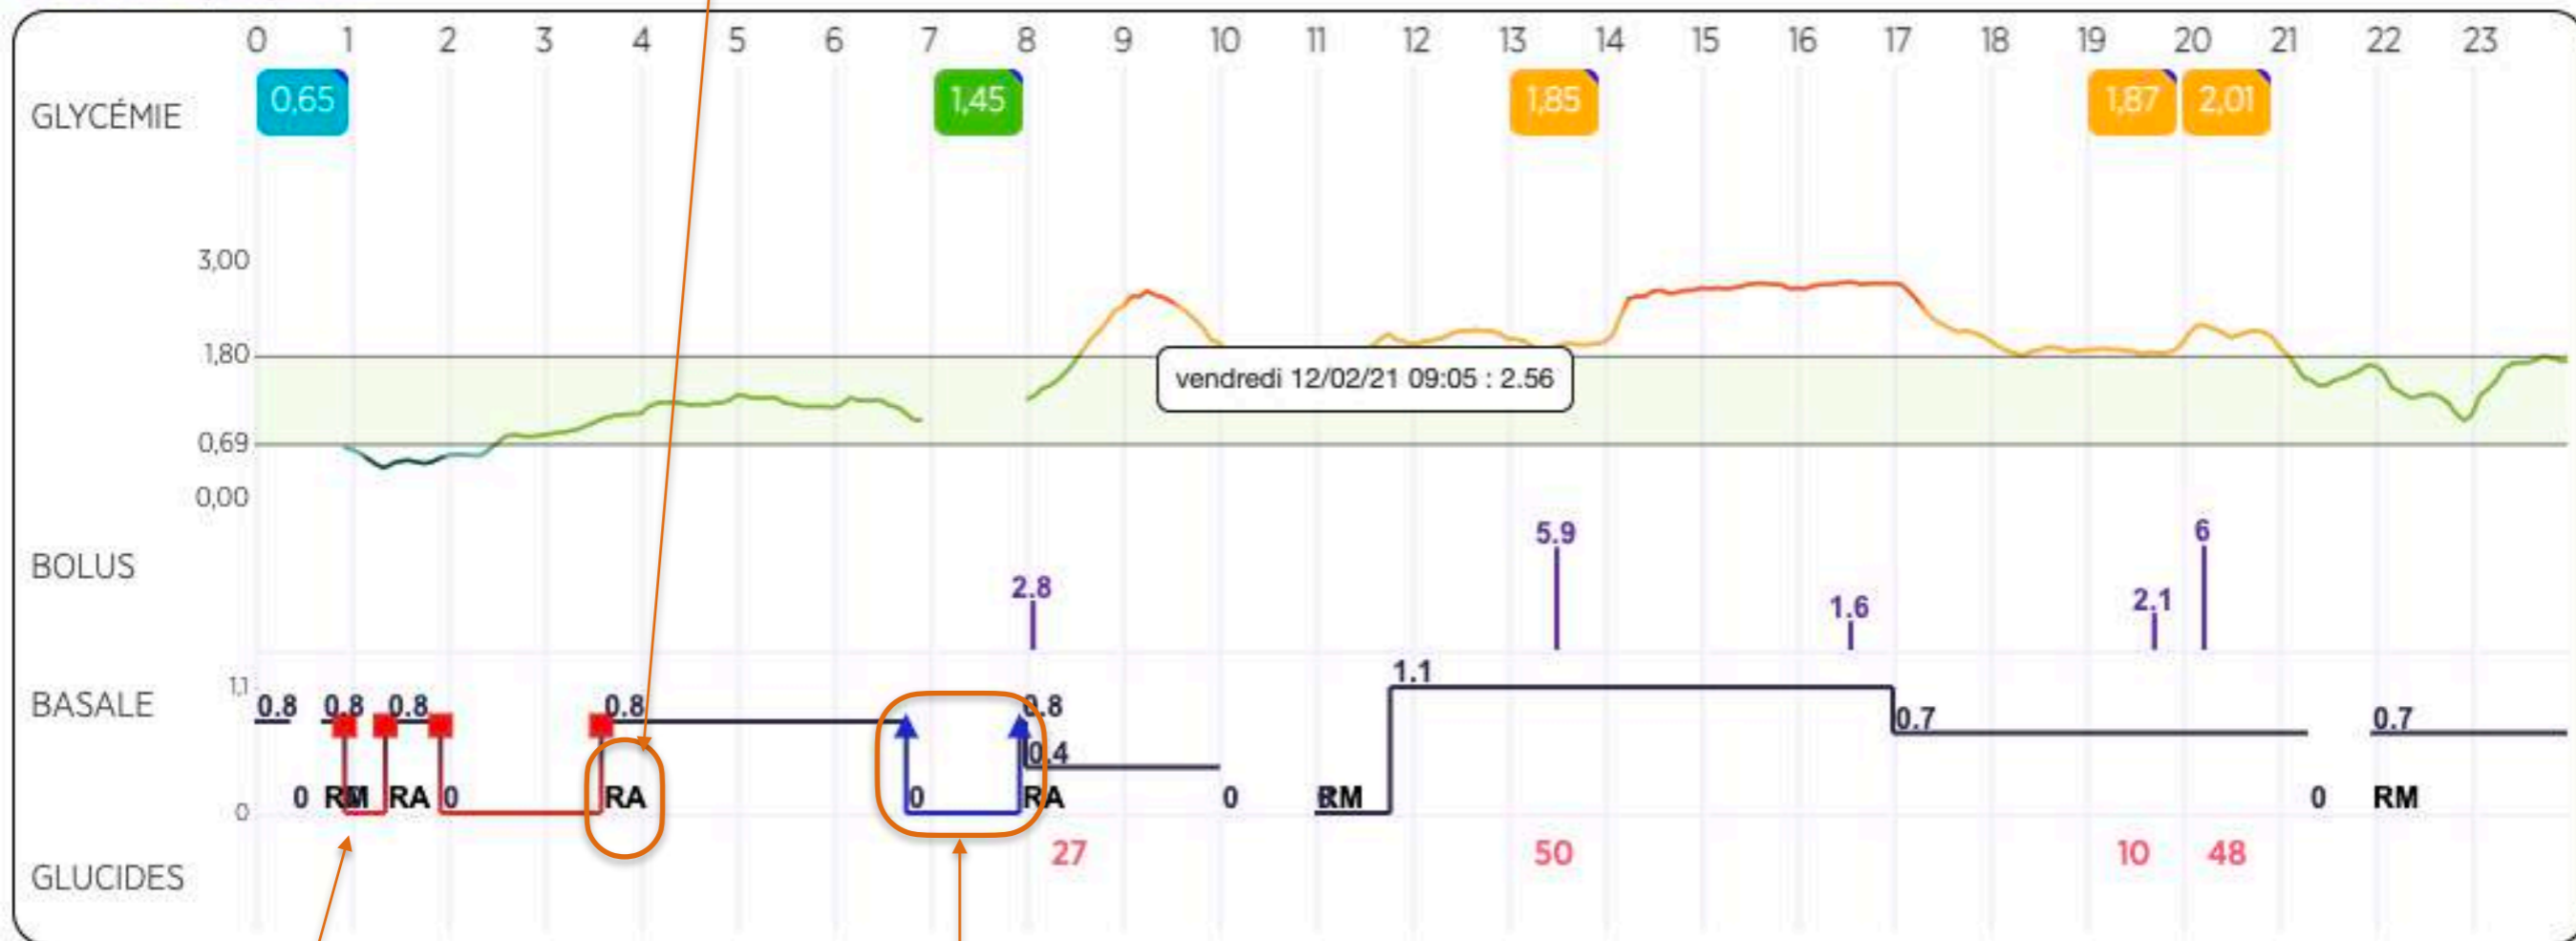 0 1 2 3 4 5 6 7 8 9 10 11 12 13 14 15 16 17 18 19 20 21 22 23
GLYCÉMIE 0,65 1,45 1,85 1,87 2,01
3,00
1,80
vendredi 12/02/21 09:05 : 2.56
0,69
0,00
5.9 6
BOLUS
2.8 2.1
1.6
1.1
1,1
BASALE 0.8 0.8 0.8 0.8 0.8 0.7 0.7
0.4
0 RM RA 0 RA 0 RA 0 RM 0 RM
0
27 50 10 48
GLUCIDES